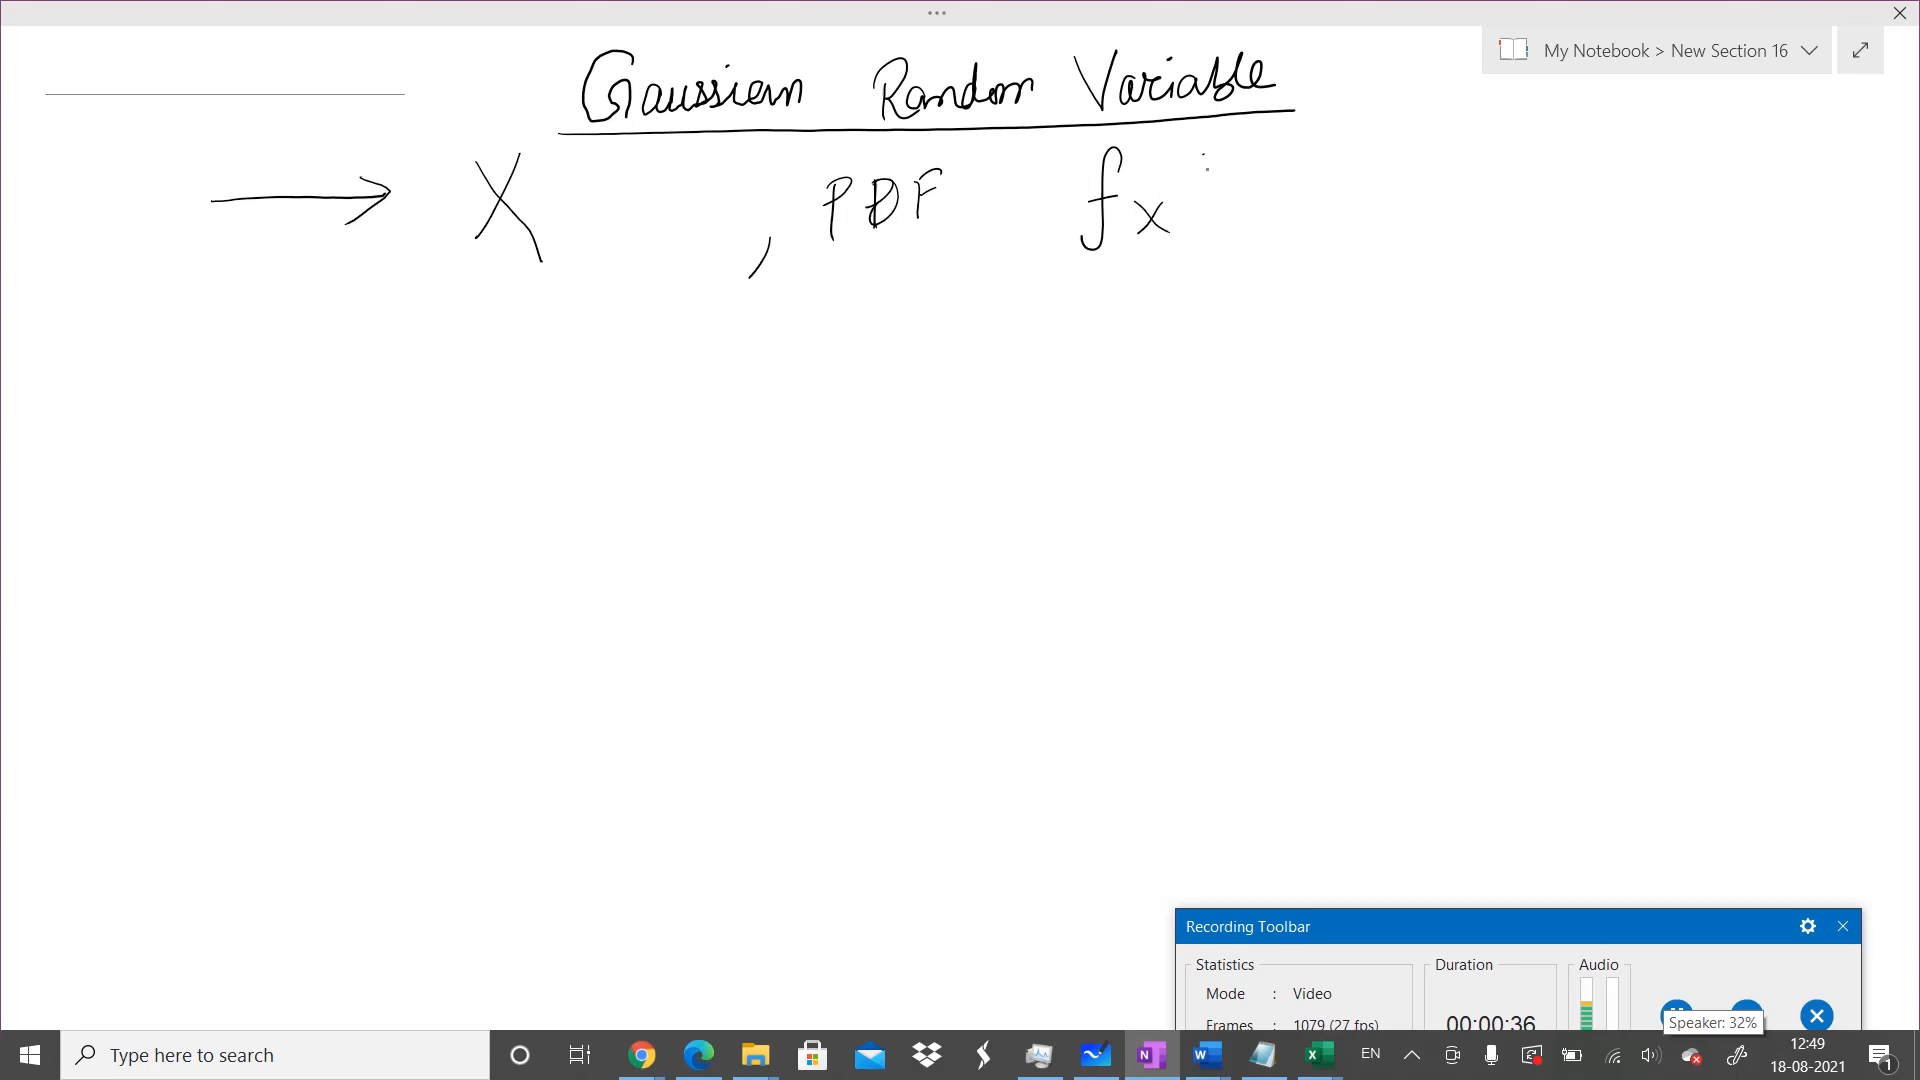 My Notebook > New Section 16
Gaussian Random Variable
X , PDF fx
Recording Toolbar
Statistics
Duration
Audio
Mode : Video
Frames : 1079 (27 fps)
00:00:36
Speaker: 32%
Type here to search
EN
12:49
18-08-2021
1